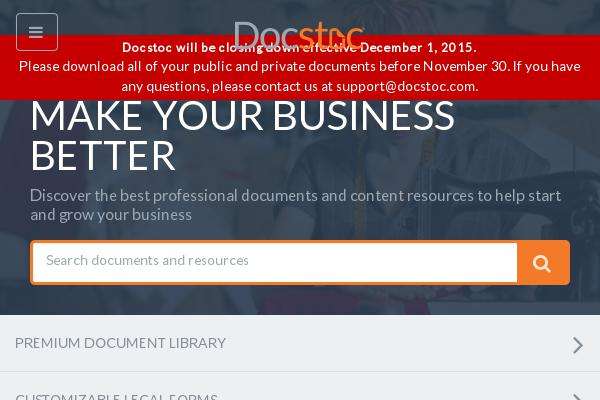 Docstoc
Docstoc will be closing down effective December 1, 2015.
Please download all of your public and private documents before November 30. If you have
any questions, please contact us at support@docstoc.com.
MAKE YOUR BUSINESS
BETTER
Discover the best professional documents and content resources to help start
and grow your business
Search documents and resources
PREMIUM DOCUMENT LIBRARY
CUSTOMIZABLE LEGAL FORMS